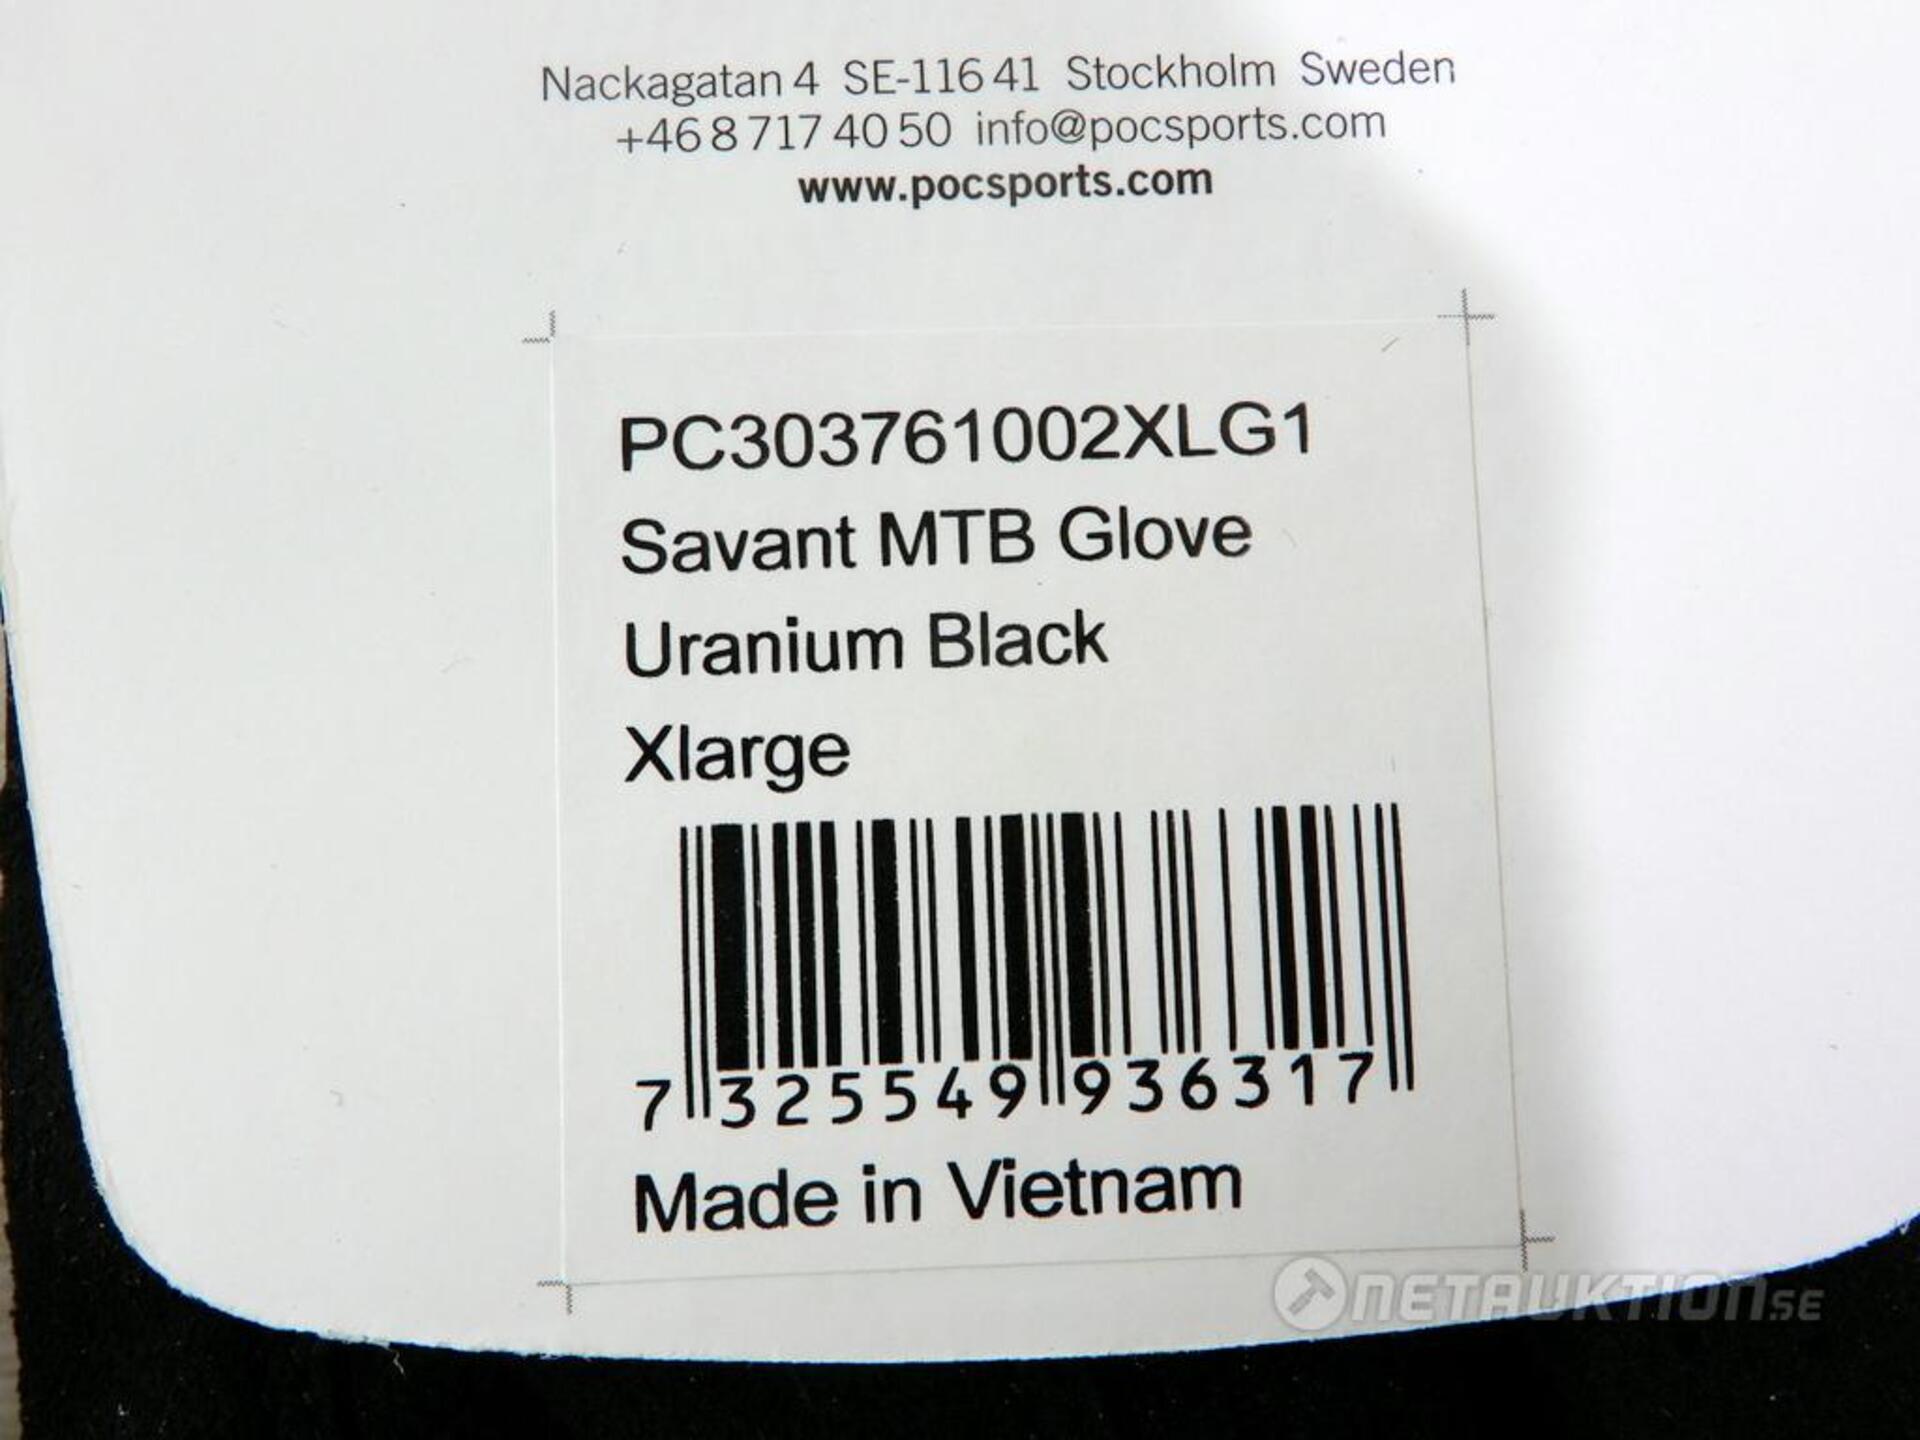 Nackagatan 4 SE-116 41 Stockholm Sweden
+46 8 717 40 50 info@pocsports.com
www.pocsports.com
PC303761002XLG1
Savant MTB Glove
Uranium Black
Xlarge
7 325549 936317
Made in Vietnam
NETAUKTION.SE